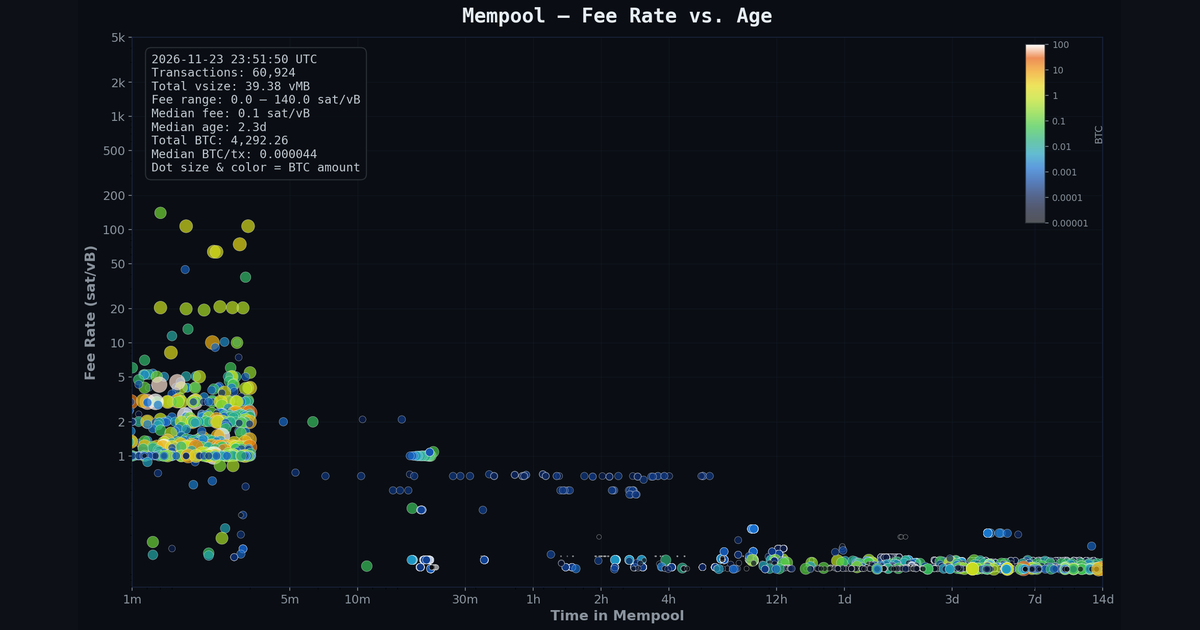 Mempool — Fee Rate vs. Age
2026-11-23 23:51:50 UTC
Transactions: 60,924
Total vsize: 39.38 vMB
Fee range: 0.0 – 140.0 sat/vB
Median fee: 0.1 sat/vB
Median age: 2.3d
Total BTC: 4,292.26
Median BTC/tx: 0.000044
Dot size & color = BTC amount
100
10
1
0.1
0.01
0.001
0.0001
0.00001
BTC
Fee Rate (sat/vB)
5k
2k
1k
500
200
100
50
20
10
5
2
1
1m 5m 10m 30m 1h 2h 4h 12h 1d 3d 7d 14d
Time in Mempool